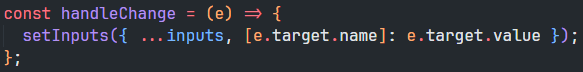 const handleChange = (e) => {
  setInputs({ ...inputs, [e.target.name]: e.target.value });
};